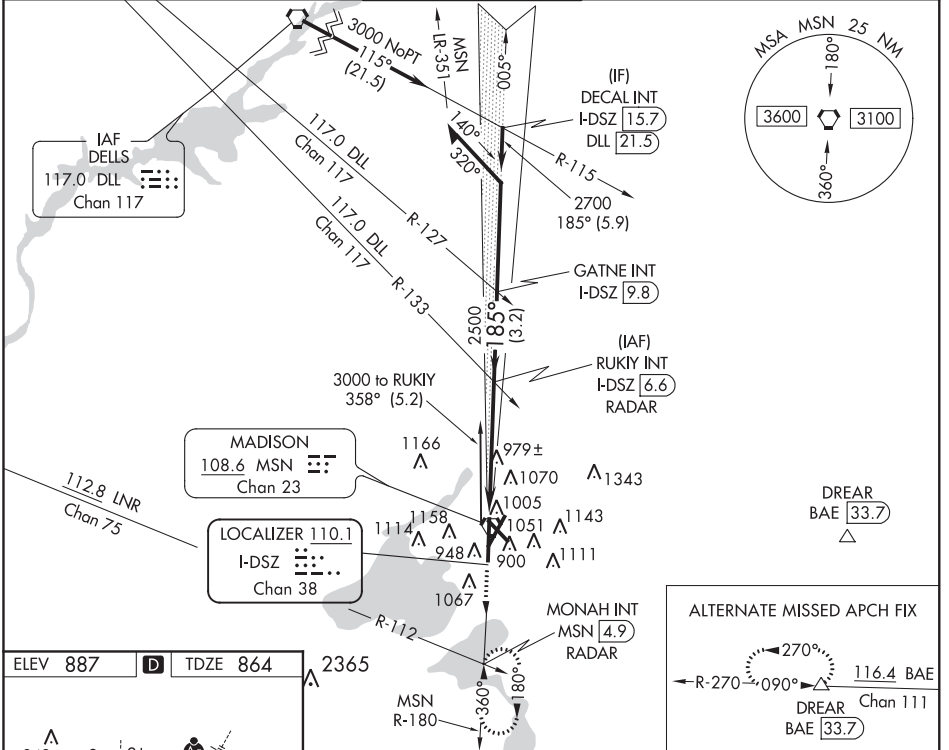 3000 NoPT
115°
(21.5)
MSN
LR-351
005°
MSA MSN 25 NM
180°
3600
3100
360°
(IF)
DECAL INT
I-DSZ 15.7
DLL 21.5
140°
320°
R-115
2700
185° (5.9)
IAF
DELLS
117.0 DLL
Chan 117
117.0 DLL
Chan 117
R-127
117.0 DLL
Chan 117
R-133
GATNE INT
I-DSZ 9.8
2500
185°
(3.2)
(IAF)
RUKIY INT
I-DSZ 6.6
RADAR
3000 to RUKIY
358° (5.2)
MADISON
108.6 MSN
Chan 23
1166
979±
1070
1343
1005
1158
1114
1051
1143
948
900
1111
1067
112.8 LNR
Chan 75
LOCALIZER 110.1
I-DSZ
Chan 38
DREAR
BAE 33.7
R-112
MONAH INT
MSN 4.9
RADAR
360°
180°
MSN
R-180
ALTERNATE MISSED APCH FIX
270°
R-270
090°
116.4 BAE
Chan 111
DREAR
BAE 33.7
ELEV 887
D
TDZE 864
2365